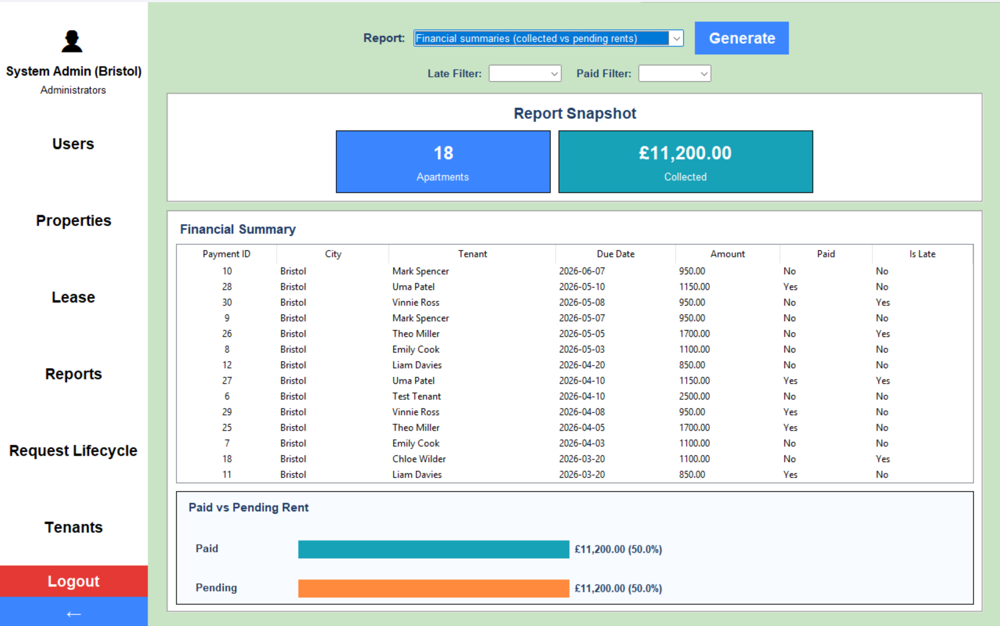 System Admin (Bristol)
Administrators
Users
Properties
Lease
Reports
Request Lifecycle
Tenants
Logout
←
Report: Financial summaries (collected vs pending rents) Generate
Late Filter: Paid Filter:
Report Snapshot
18
Apartments
£11,200.00
Collected
Financial Summary
Payment ID City Tenant Due Date Amount Paid Is Late
10 Bristol Mark Spencer 2026-06-07 950.00 No No
28 Bristol Uma Patel 2026-05-10 1150.00 Yes No
30 Bristol Vinnie Ross 2026-05-08 950.00 No Yes
9 Bristol Mark Spencer 2026-05-07 950.00 No No
26 Bristol Theo Miller 2026-05-05 1700.00 No Yes
8 Bristol Emily Cook 2026-05-03 1100.00 No No
12 Bristol Liam Davies 2026-04-20 850.00 No No
27 Bristol Uma Patel 2026-04-10 1150.00 Yes Yes
6 Bristol Test Tenant 2026-04-10 2500.00 No No
29 Bristol Vinnie Ross 2026-04-08 950.00 Yes No
25 Bristol Theo Miller 2026-04-05 1700.00 Yes No
7 Bristol Emily Cook 2026-04-03 1100.00 No No
18 Bristol Chloe Wilder 2026-03-20 1100.00 No Yes
11 Bristol Liam Davies 2026-03-20 850.00 Yes No
Paid vs Pending Rent
Paid £11,200.00 (50.0%)
Pending £11,200.00 (50.0%)